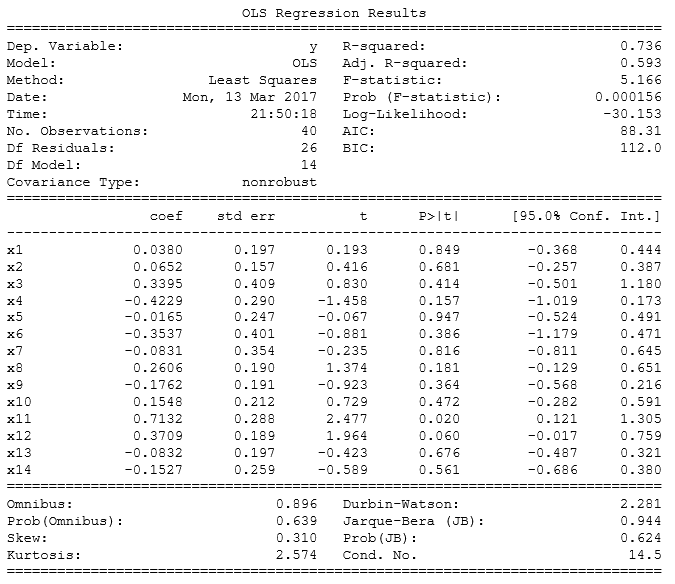 OLS Regression Results
Dep. Variable: y R-squared: 0.736
Model: OLS Adj. R-squared: 0.593
Method: Least Squares F-statistic: 5.166
Date: Mon, 13 Mar 2017 Prob (F-statistic): 0.000156
Time: 21:50:18 Log-Likelihood: -30.153
No. Observations: 40 AIC: 88.31
Df Residuals: 26 BIC: 112.0
Df Model: 14
Covariance Type: nonrobust
coef std err t P>|t| [95.0% Conf. Int.]
x1 0.0380 0.197 0.193 0.849 -0.368 0.444
x2 0.0652 0.157 0.416 0.681 -0.257 0.387
x3 0.3395 0.409 0.830 0.414 -0.501 1.180
x4 -0.4229 0.290 -1.458 0.157 -1.019 0.173
x5 -0.0165 0.247 -0.067 0.947 -0.524 0.491
x6 -0.3537 0.401 -0.881 0.386 -1.179 0.471
x7 -0.0831 0.354 -0.235 0.816 -0.811 0.645
x8 0.2606 0.190 1.374 0.181 -0.129 0.651
x9 -0.1762 0.191 -0.923 0.364 -0.568 0.216
x10 0.1548 0.212 0.729 0.472 -0.282 0.591
x11 0.7132 0.288 2.477 0.020 0.121 1.305
x12 0.3709 0.189 1.964 0.060 -0.017 0.759
x13 -0.0832 0.197 -0.423 0.676 -0.487 0.321
x14 -0.1527 0.259 -0.589 0.561 -0.686 0.380
Omnibus: 0.896 Durbin-Watson: 2.281
Prob(Omnibus): 0.639 Jarque-Bera (JB): 0.944
Skew: 0.310 Prob(JB): 0.624
Kurtosis: 2.574 Cond. No. 14.5